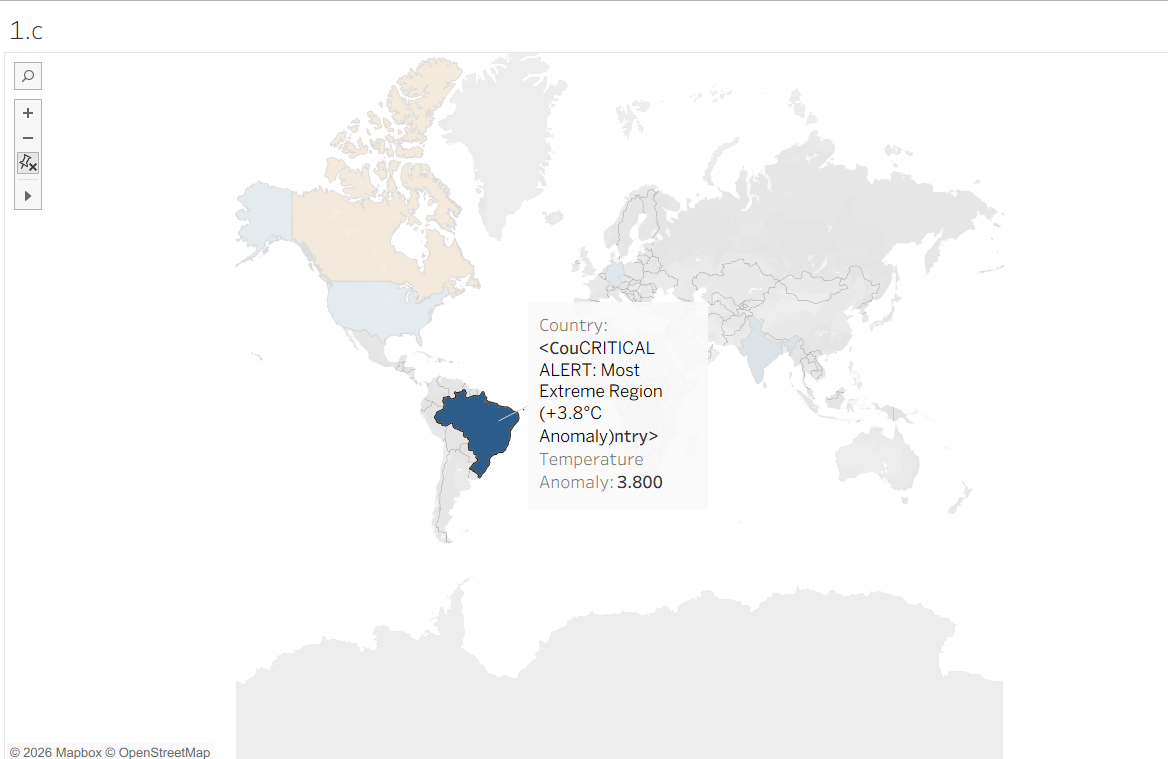 1.c
Country:
<CouCRITICAL
ALERT: Most
Extreme Region
(+3.8°C
Anomaly)ntry>
Temperature
Anomaly: 3.800
© 2026 Mapbox © OpenStreetMap